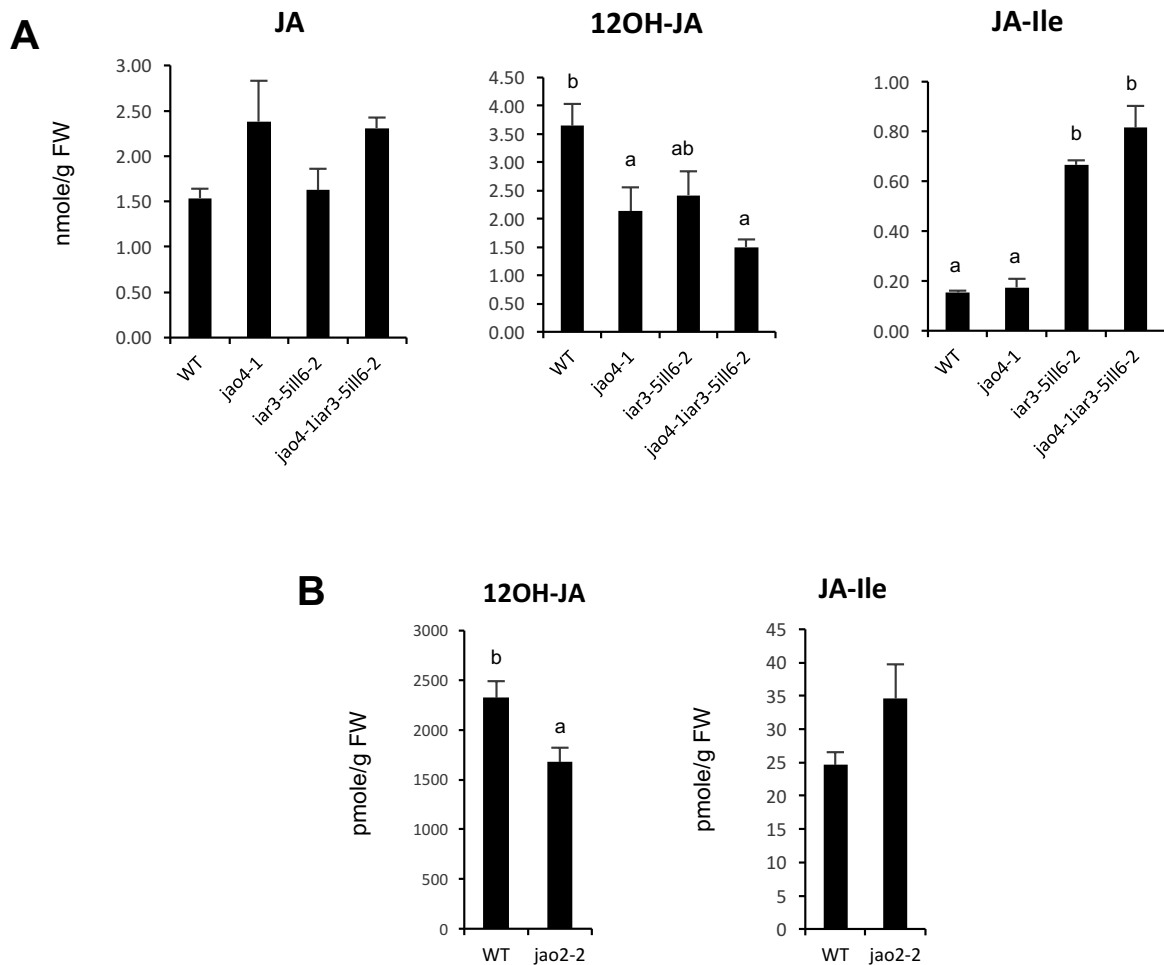 A
JA
12OH-JA
JA-Ile
nmole/g FW
3.00
2.50
2.00
1.50
1.00
0.50
0.00
WT
jao4-1
iar3-5ill6-2
jao4-1iar3-5ill6-2
4.50
4.00
3.50
3.00
2.50
2.00
1.50
1.00
0.50
0.00
b
a
ab
a
WT
jao4-1
iar3-5ill6-2
jao4-1iar3-5ill6-2
1.00
0.80
0.60
0.40
0.20
0.00
a
a
b
b
WT
jao4-1
iar3-5ill6-2
jao4-1iar3-5ill6-2
B
12OH-JA
JA-Ile
pmole/g FW
3000
2500
2000
1500
1000
500
0
b
a
WT jao2-2
pmole/g FW
45
40
35
30
25
20
15
10
5
0
WT jao2-2